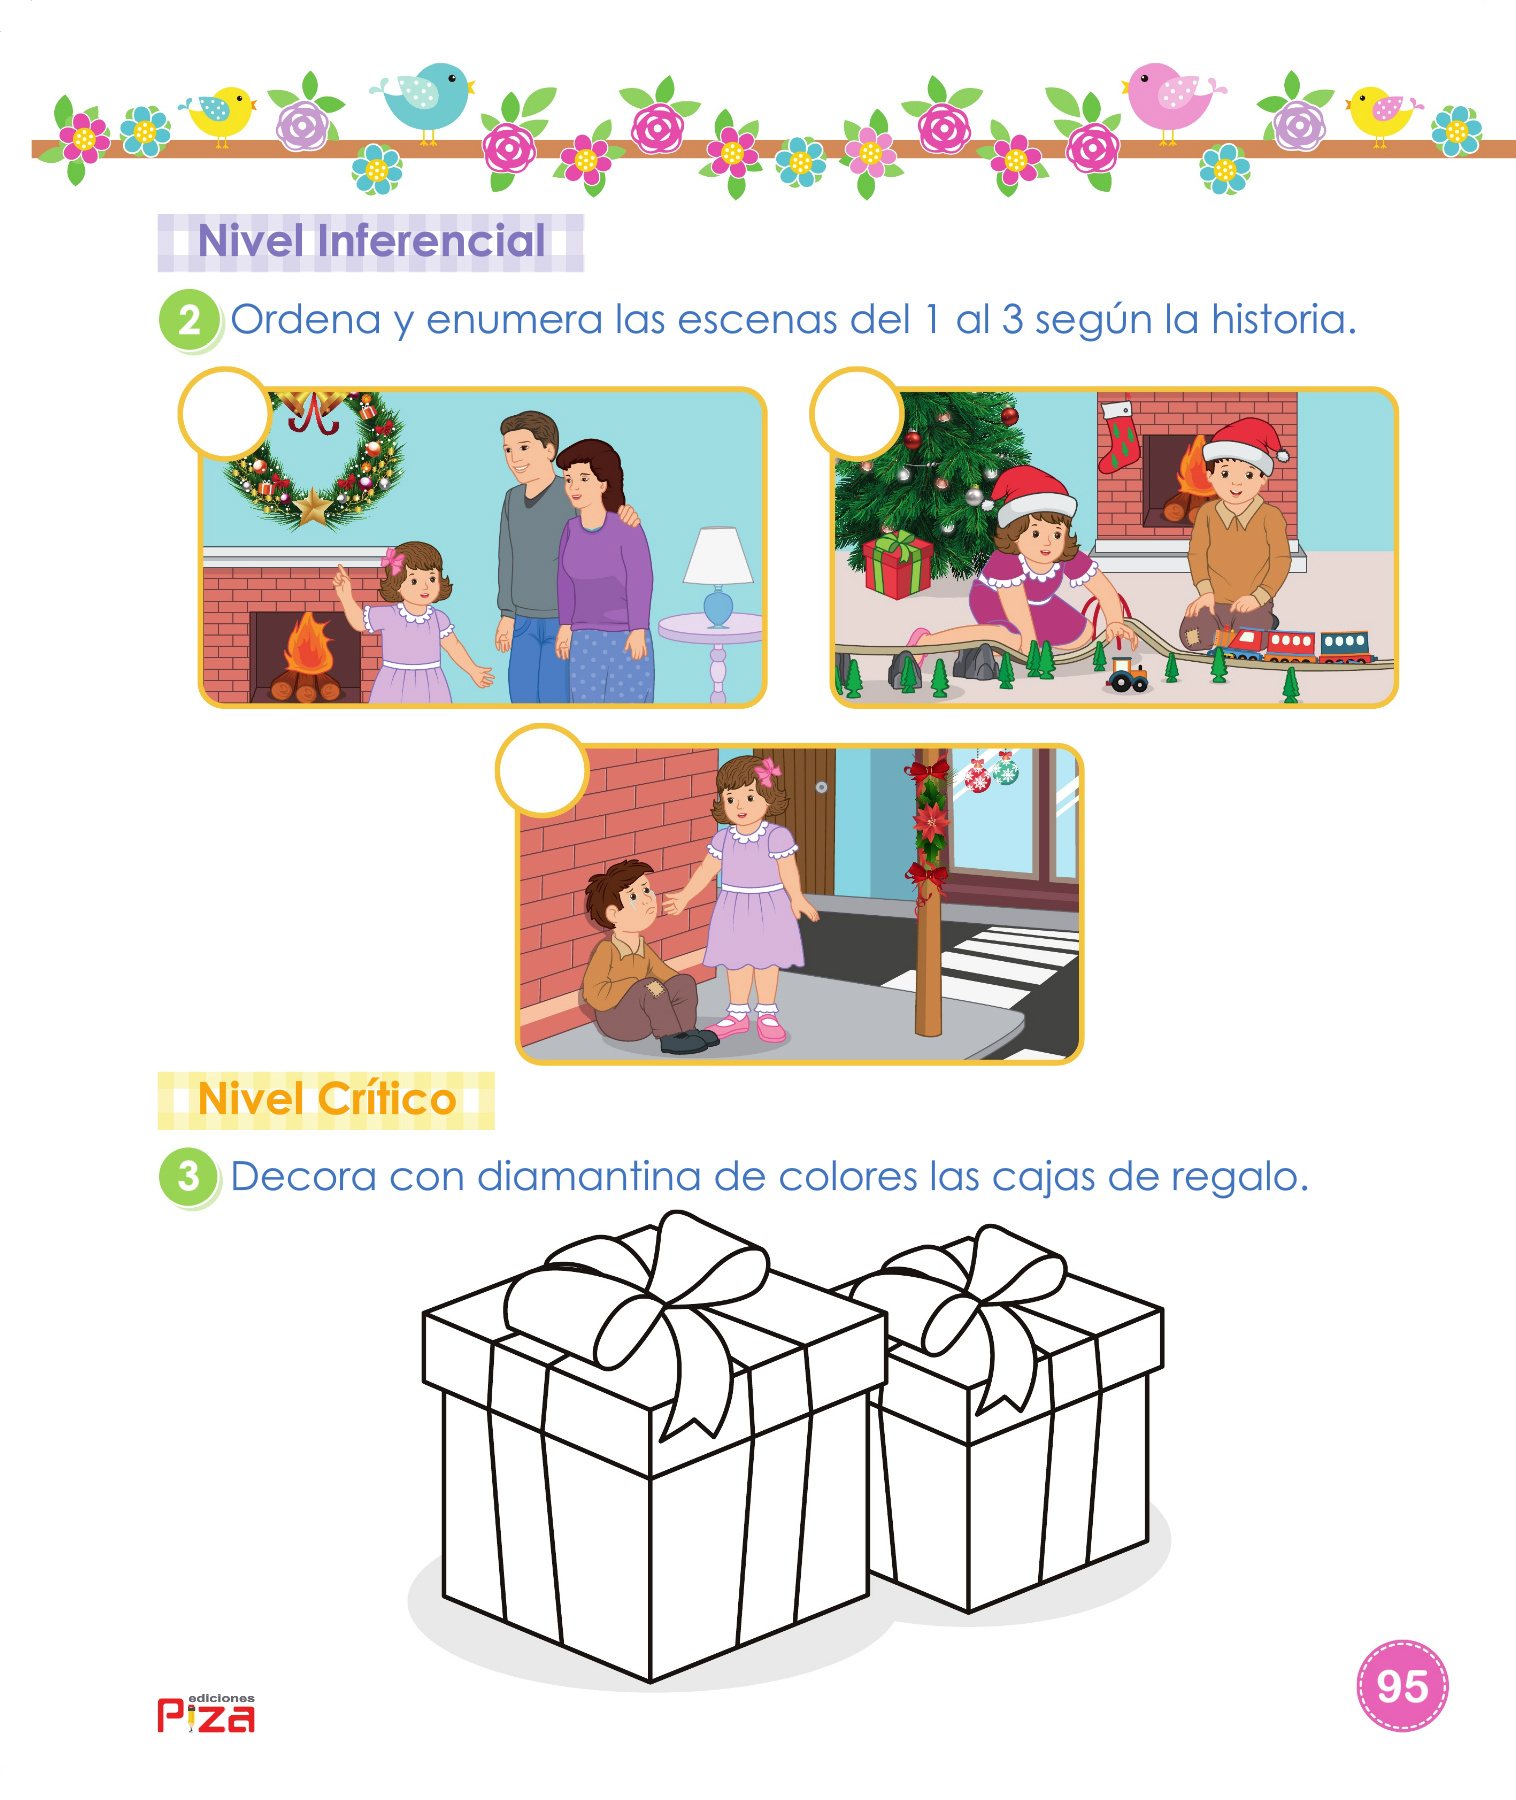 Nivel Inferencial
2 Ordena y enumera las escenas del 1 al 3 según la historia.
Nivel Crítico
3 Decora con diamantina de colores las cajas de regalo.
ediciones
Piza
95